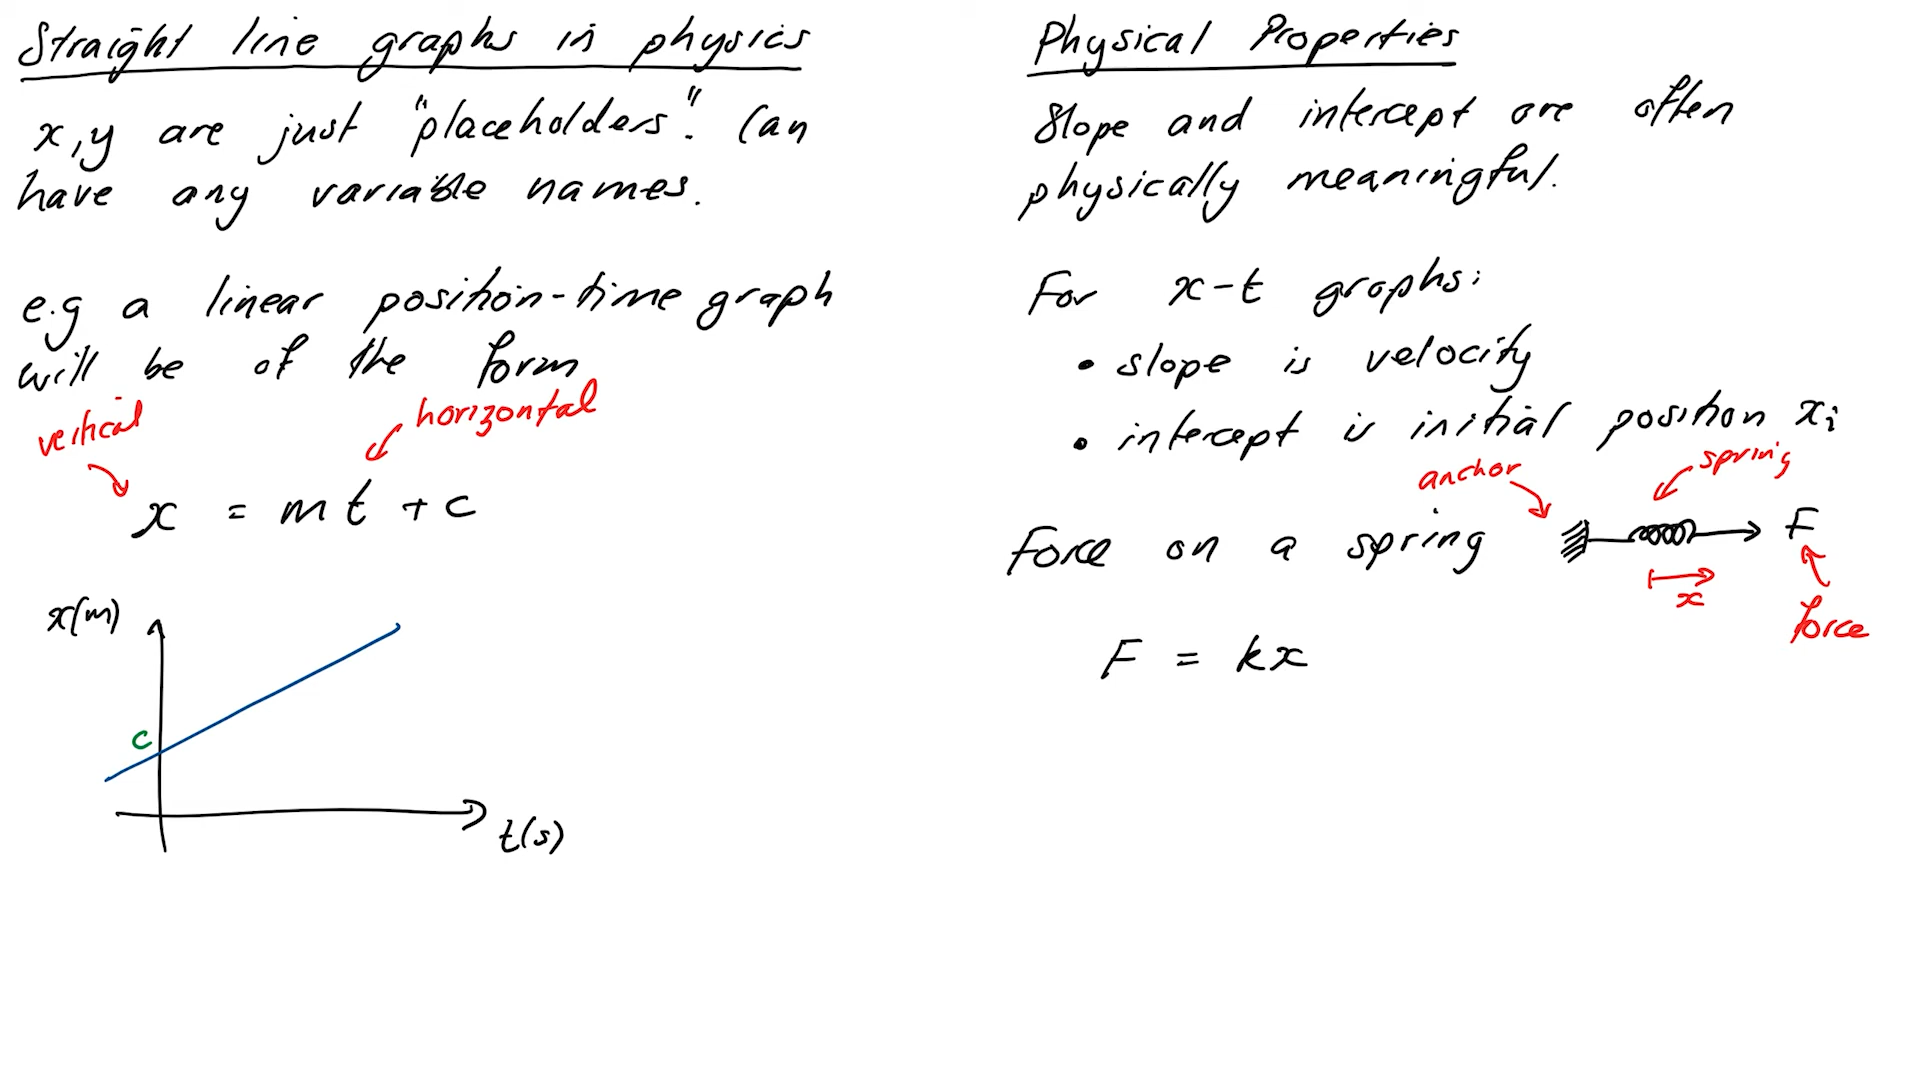 Straight line graphs in physics
x,y are just "placeholders". Can
have any variable names.
e.g a linear position-time graph
will be of the form
vertical
horizontal
x = mt + c
x(m)
c
t(s)
Physical Properties
Slope and intercept are often
physically meaningful.
For x-t graphs:
• slope is velocity
• intercept is initial position xi
anchor
spring
Force on a spring
F
x
force
F = kx